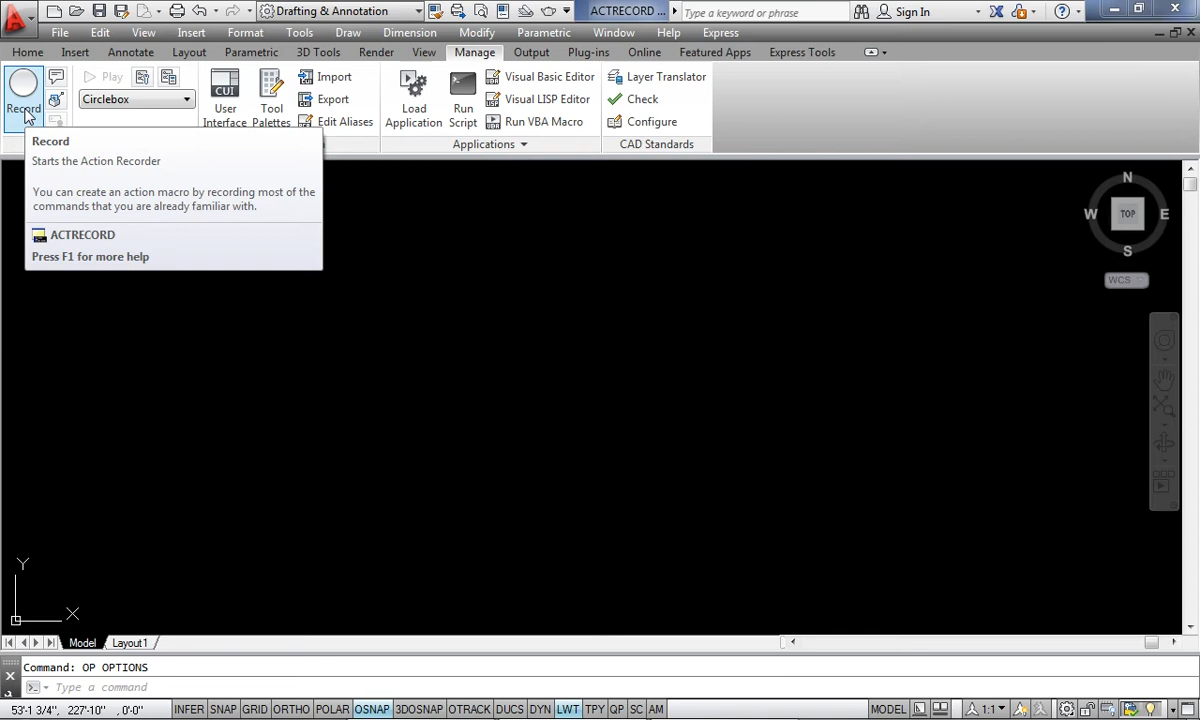 Drafting & Annotation
ACTRECORD ...
Type a keyword or phrase
Sign In
File Edit View Insert Format Tools Draw Dimension Modify Parametric Window Help Express
Home Insert Annotate Layout Parametric 3D Tools Render View Manage Output Plug-ins Online Featured Apps Express Tools
Record
Play
Circlebox
CUI
User
Interface
Tool
Palettes
Import
Export
Edit Aliases
Load
Application
Run
Script
Visual Basic Editor
Visual LISP Editor
Run VBA Macro
Layer Translator
Check
Configure
Applications
CAD Standards
Record
Starts the Action Recorder
You can create an action macro by recording most of the
commands that you are already familiar with.
ACTRECORD
Press F1 for more help
N
W TOP E
S
WCS
Y
X
Model Layout1
Command: OP OPTIONS
Type a command
53'-1 3/4", 227'-10" ,0'-0" INFER SNAP GRID ORTHO POLAR OSNAP 3DOSNAP OTRACK DUCS DYN LWT TPY QP SC AM MODEL 1:1